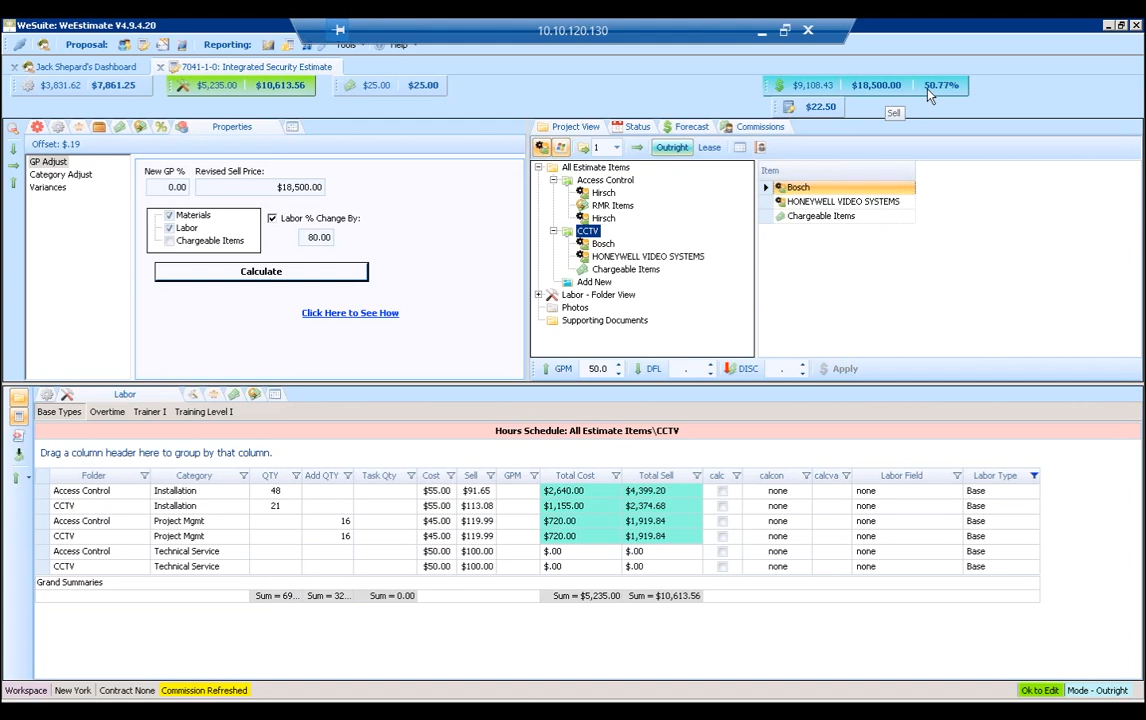 WeSuite: WeEstimate V4.9.4.20
10.10.120.130
Proposal:
Reporting:
Tools
Help
Jack Shepard's Dashboard
7041-1-0: Integrated Security Estimate
$3,831.62 $7,861.25
$5,235.00 $10,613.56
$25.00 $25.00
$9,108.43 $18,500.00 50.77%
$22.50
Sell
Properties
Project View Status Forecast Commissions
Offset: $.19
1 Outright Lease
GP Adjust
Category Adjust
Variances
New GP % Revised Sell Price:
0.00 $18,500.00
Materials
Labor
Chargeable Items
Labor % Change By:
80.00
Calculate
Click Here to See How
All Estimate Items
Access Control
Hirsch
RMR Items
Hirsch
CCTV
Bosch
HONEYWELL VIDEO SYSTEMS
Chargeable Items
Add New
Labor - Folder View
Photos
Supporting Documents
Item
Bosch
HONEYWELL VIDEO SYSTEMS
Chargeable Items
GPM 50.0 DFL . DISC . Apply
Labor
Base Types Overtime Trainer I Training Level I
Hours Schedule: All Estimate Items\CCTV
Drag a column header here to group by that column.
Folder Category QTY Add QTY Task Qty Cost Sell GPM Total Cost Total Sell calc calcon calcva Labor Field Labor Type
Access Control Installation 48 $55.00 $91.65 $2,640.00 $4,399.20 none none Base
CCTV Installation 21 $55.00 $113.08 $1,155.00 $2,374.68 none none Base
Access Control Project Mgmt 16 $45.00 $119.99 $720.00 $1,919.84 none none Base
CCTV Project Mgmt 16 $45.00 $119.99 $720.00 $1,919.84 none none Base
Access Control Technical Service $50.00 $100.00 $.00 $.00 none none Base
CCTV Technical Service $50.00 $100.00 $.00 $.00 none none Base
Grand Summaries
Sum = 69... Sum = 32... Sum = 0.00 Sum = $5,235.00 Sum = $10,613.56
Workspace New York Contract None Commission Refreshed Ok to Edit Mode - Outright